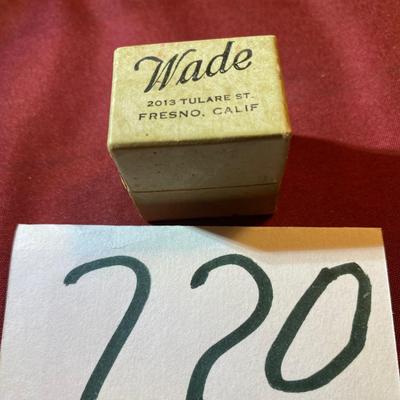 Wade
2013 TULARE ST.
FRESNO, CALIF
220